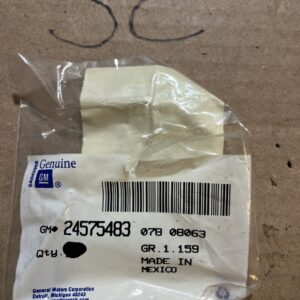 SC
Genuine
GM
®
GM# 24575483 078 08063
Qty. GR.1.159
MADE IN
MEXICO
General Motors Corporation
Detroit, Michigan 48243